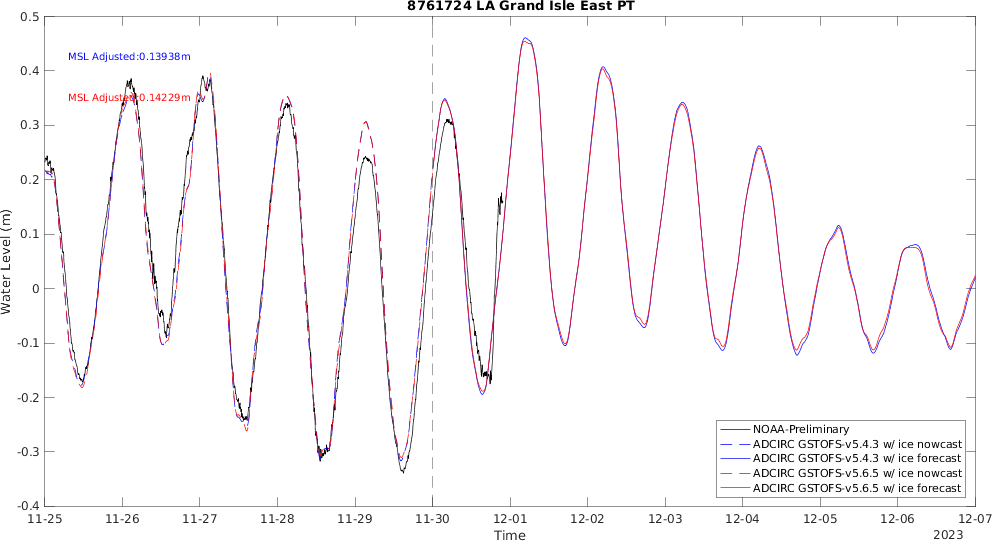 8761724 LA Grand Isle East PT
0.5
MSL Adjusted:0.13938m
0.4
MSL Adjusted:0.14229m
0.3
0.2
0.1
Water Level (m)
0
-0.1
-0.2
-0.3
-0.4
NOAA-Preliminary
ADCIRC GSTOFS-v5.4.3 w/ ice nowcast
ADCIRC GSTOFS-v5.4.3 w/ ice forecast
ADCIRC GSTOFS-v5.6.5 w/ ice nowcast
ADCIRC GSTOFS-v5.6.5 w/ ice forecast
11-25 11-26 11-27 11-28 11-29 11-30 12-01 12-02 12-03 12-04 12-05 12-06 12-07
Time
2023